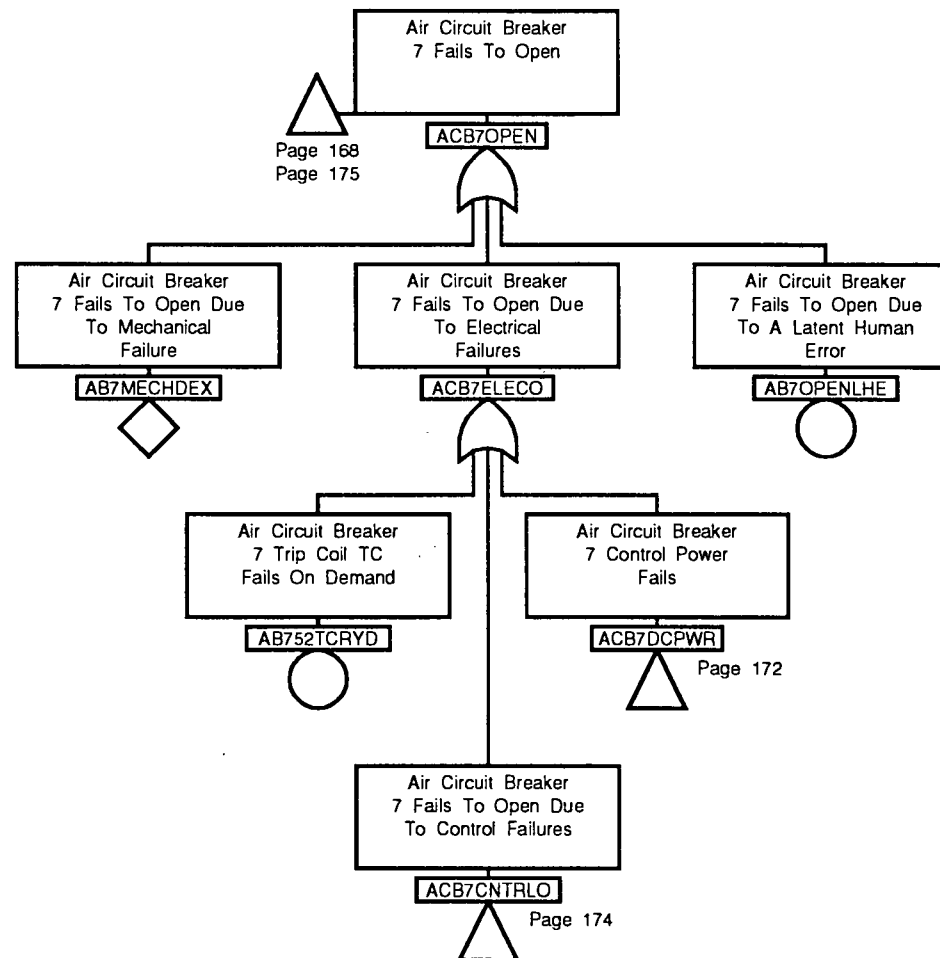 Air Circuit Breaker
7 Fails To Open
Page 168
Page 175
ACB7OPEN
Air Circuit Breaker
7 Fails To Open Due
To Mechanical
Failure
AB7MECHDEX
Air Circuit Breaker
7 Fails To Open Due
To Electrical
Failures
ACB7ELECO
Air Circuit Breaker
7 Fails To Open Due
To A Latent Human
Error
AB7OPENLHE
Air Circuit Breaker
7 Trip Coil TC
Fails On Demand
AB752TCRYD
Air Circuit Breaker
7 Control Power
Fails
ACB7DCPWR
Page 172
Air Circuit Breaker
7 Fails To Open Due
To Control Failures
ACB7CNTRLO
Page 174